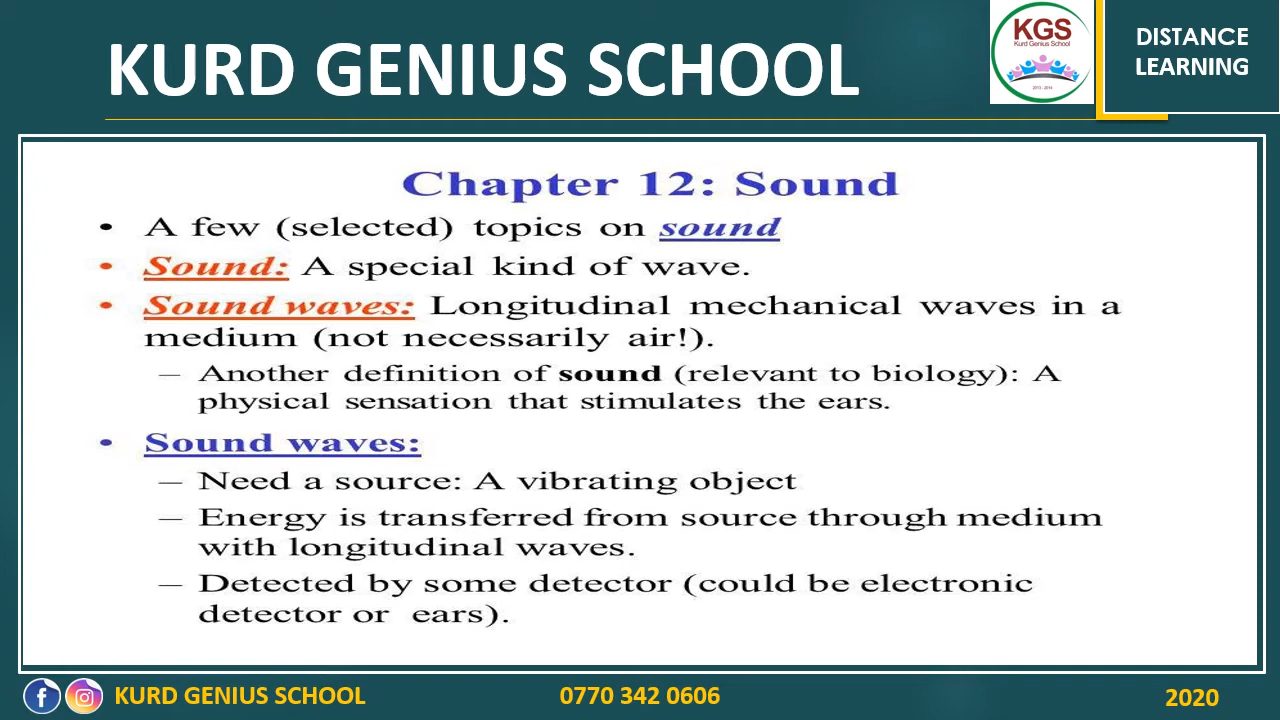 KURD GENIUS SCHOOL
KGS
Kurd Genius School
2013 - 2014
DISTANCE
LEARNING
Chapter 12: Sound
• A few (selected) topics on sound
• Sound: A special kind of wave.
• Sound waves: Longitudinal mechanical waves in a
medium (not necessarily air!).
– Another definition of sound (relevant to biology): A
physical sensation that stimulates the ears.
• Sound waves:
– Need a source: A vibrating object
– Energy is transferred from source through medium
with longitudinal waves.
– Detected by some detector (could be electronic
detector or ears).
KURD GENIUS SCHOOL
0770 342 0606
2020